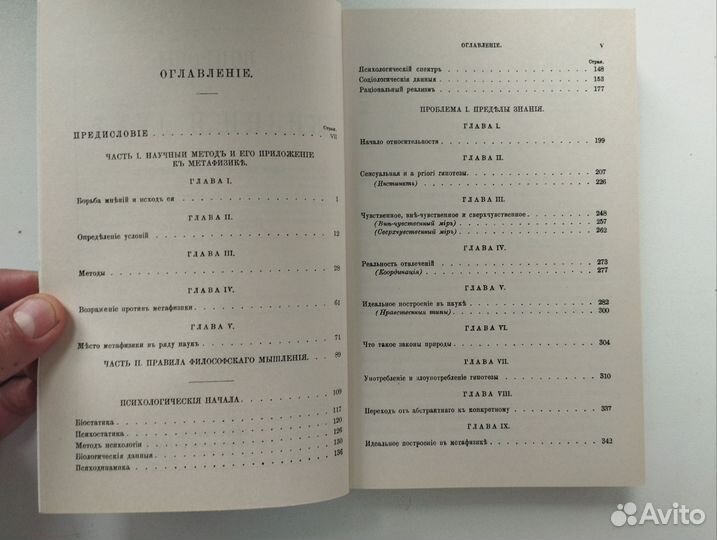 ОГЛАВЛЕНІЕ.
Стран.
ПРЕДИСЛОВІЕ . . . . . . . . . . . . . . . . VII
ЧАСТЬ I. НАУЧНЫЙ МЕТОДЪ И ЕГО ПРИЛОЖЕНІЕ
КЪ МЕТАФИЗИКѢ.
ГЛАВА I.
Борьба мнѣній и исходъ ея . . . . . . . . . . 1
ГЛАВА II.
Опредѣленіе условій . . . . . . . . . . 12
ГЛАВА III.
Методы . . . . . . . . . . 28
ГЛАВА IV.
Возраженіе противъ метафизики . . . . . . . . . . 61
ГЛАВА V.
Мѣсто метафизики въ ряду наукъ . . . . . . . . . . 71
ЧАСТЬ II. ПРАВИЛА ФИЛОСОФСКАГО МЫШЛЕНІЯ. . . . 89
ПСИХОЛОГИЧЕСКІЯ НАЧАЛА. . . . . 109
Біостатика . . . . . . . . . . 117
Психостатика . . . . . . . . . . 120
Методъ психологіи . . . . . . . . . . 126
Біологическія данныя . . . . . . . . . . 130
Психодинамика . . . . . . . . . . 136
ОГЛАВЛЕНІЕ. V
Стран.
Психологическій спектръ . . . . . . . . . . 148
Соціологическія данныя . . . . . . . . . . 153
Раціональный реализмъ . . . . . . . . . . 177
ПРОБЛЕМА I. ПРЕДѢЛЫ ЗНАНІЯ.
ГЛАВА I.
Начало относительности . . . . . . . . . . 199
ГЛАВА II.
Сенсуальная и a priori гипотезы . . . . . . . . . . 207
(Инстинктъ) . . . . . . . . . . 226
ГЛАВА III.
Чувственное, внѣ-чувственное и сверхчувственное . . . . . 248
(Внѣ-чувственный міръ) . . . . . . . . . . 257
(Сверхчувственный міръ) . . . . . . . . . . 262
ГЛАВА IV.
Реальность отвлеченій . . . . . . . . . . 273
(Координація) . . . . . . . . . . 277
ГЛАВА V.
Идеальное построеніе въ наукѣ . . . . . . . . . . 282
(Нравственныхъ типы) . . . . . . . . . . 300
ГЛАВА VI.
Что такое законы природы . . . . . . . . . . 304
ГЛАВА VII.
Употребленіе и злоупотребленіе гипотезы . . . . . . . . . . 310
ГЛАВА VIII.
Переходъ отъ абстрактнаго къ конкретному . . . . . . . . . . 337
ГЛАВА IX.
Идеальное построеніе въ метафизикѣ . . . . . . . . . . 342
Avito